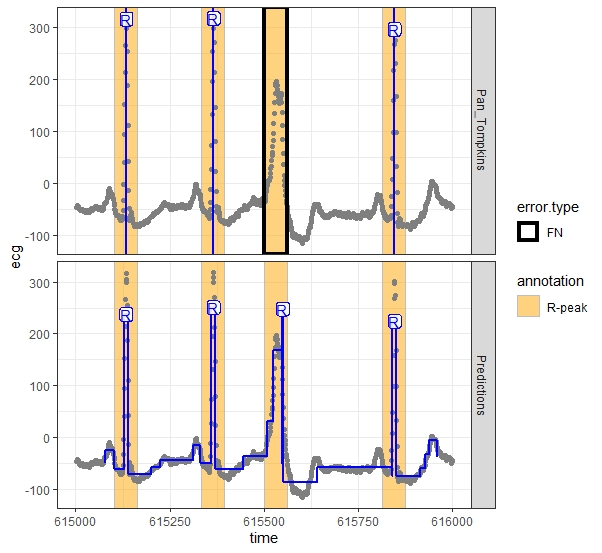 300
200
100
0
-100
R
R
R
Pan_Tompkins
300
200
100
0
-100
R
R
R
R
Predictions
ecg
615000
615250
615500
615750
616000
time
error.type
FN
annotation
R-peak